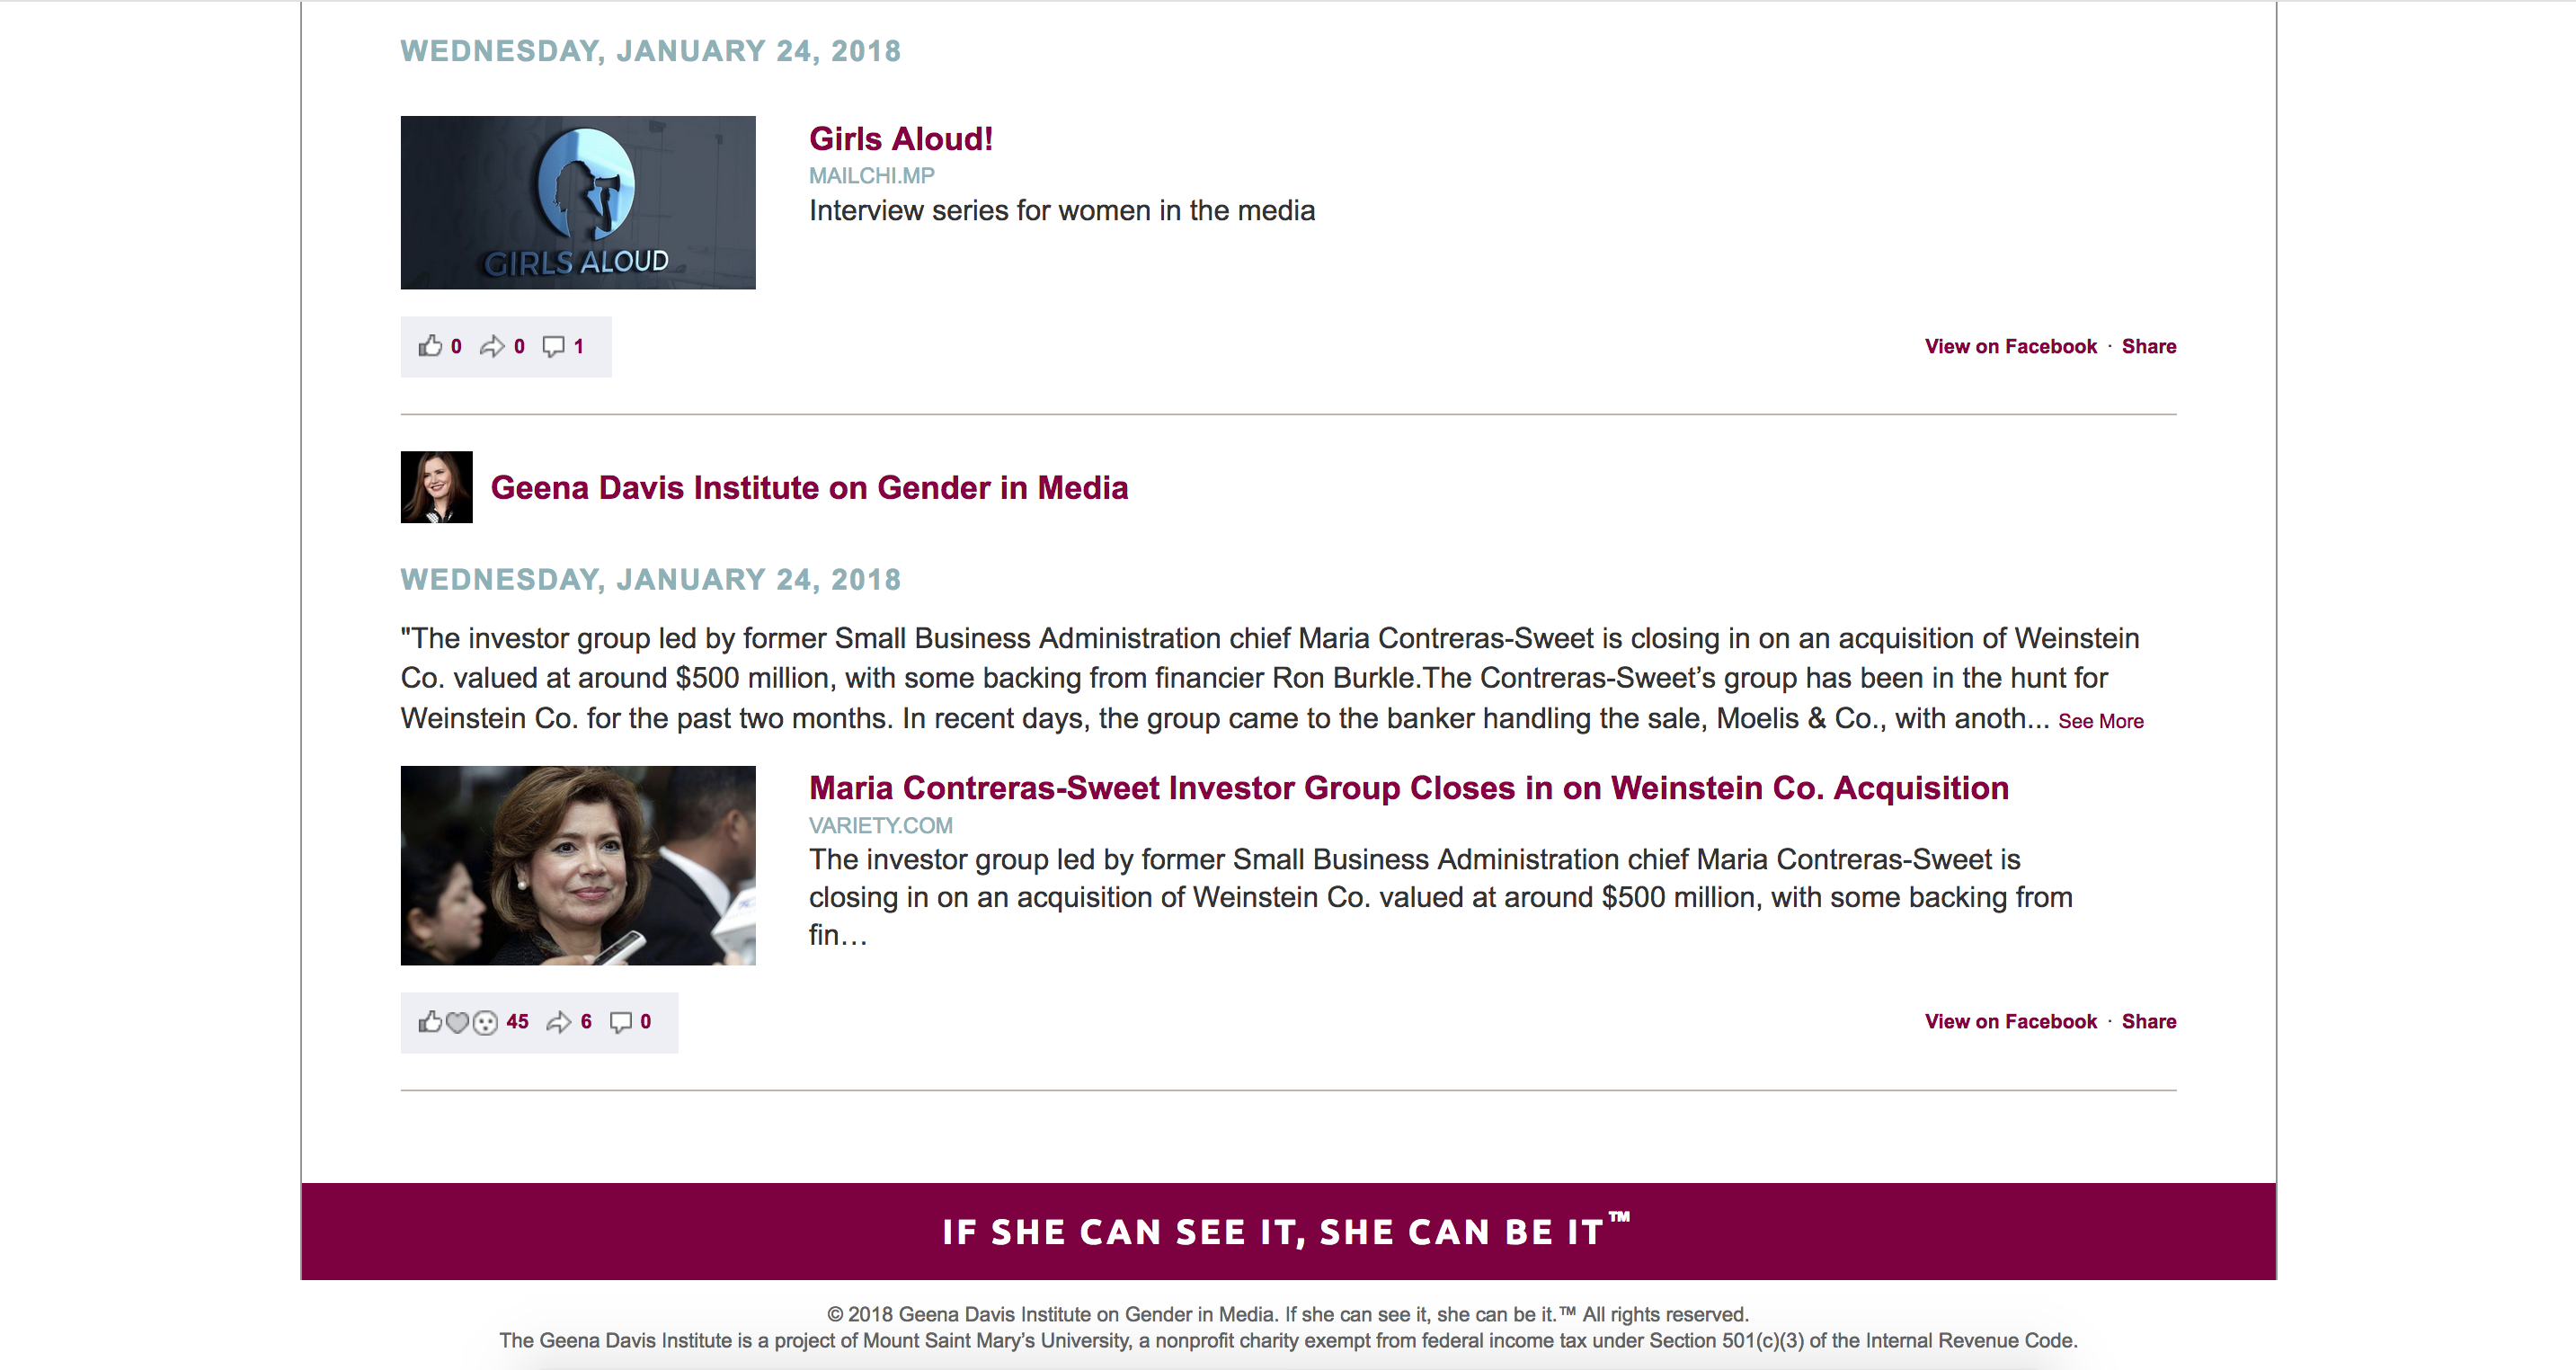 WEDNESDAY, JANUARY 24, 2018
GIRLS ALOUD
Girls Aloud!
MAILCHI.MP
Interview series for women in the media
0 0 1
View on Facebook · Share
Geena Davis Institute on Gender in Media
WEDNESDAY, JANUARY 24, 2018
"The investor group led by former Small Business Administration chief Maria Contreras-Sweet is closing in on an acquisition of Weinstein
Co. valued at around $500 million, with some backing from financier Ron Burkle.The Contreras-Sweet’s group has been in the hunt for
Weinstein Co. for the past two months. In recent days, the group came to the banker handling the sale, Moelis & Co., with anoth... See More
Maria Contreras-Sweet Investor Group Closes in on Weinstein Co. Acquisition
VARIETY.COM
The investor group led by former Small Business Administration chief Maria Contreras-Sweet is
closing in on an acquisition of Weinstein Co. valued at around $500 million, with some backing from
fin…
45 6 0
View on Facebook · Share
IF SHE CAN SEE IT, SHE CAN BE IT™
© 2018 Geena Davis Institute on Gender in Media. If she can see it, she can be it.™ All rights reserved.
The Geena Davis Institute is a project of Mount Saint Mary’s University, a nonprofit charity exempt from federal income tax under Section 501(c)(3) of the Internal Revenue Code.